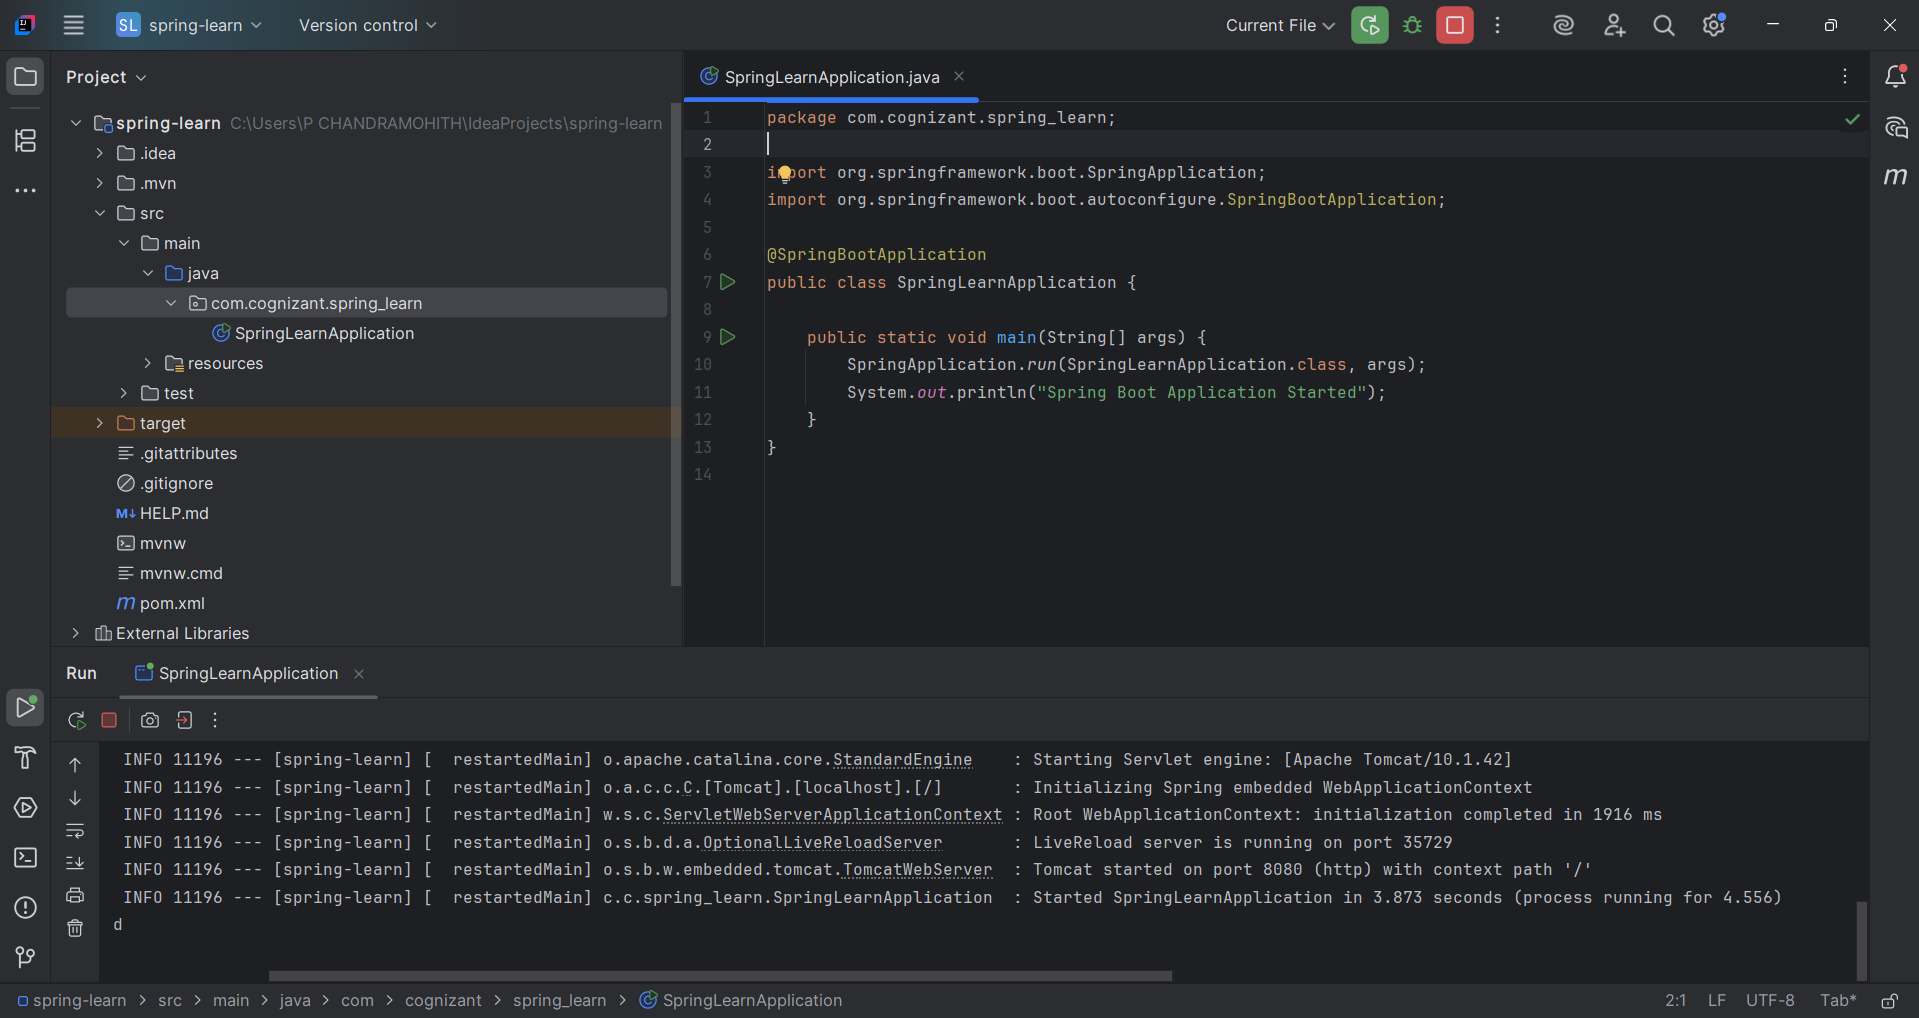 SL spring-learn Version control Current File
Project
spring-learn C:\Users\P CHANDRAMOHITH\IdeaProjects\spring-learn
.idea
.mvn
src
main
java
com.cognizant.spring_learn
SpringLearnApplication
resources
test
target
.gitattributes
.gitignore
M↓ HELP.md
mvnw
mvnw.cmd
m pom.xml
External Libraries
SpringLearnApplication.java
1 package com.cognizant.spring_learn;
2
3 import org.springframework.boot.SpringApplication;
4 import org.springframework.boot.autoconfigure.SpringBootApplication;
5
6 @SpringBootApplication
7 public class SpringLearnApplication {
8
9 public static void main(String[] args) {
10 SpringApplication.run(SpringLearnApplication.class, args);
11 System.out.println("Spring Boot Application Started");
12 }
13 }
14
m
Run SpringLearnApplication
INFO 11196 --- [spring-learn] [  restartedMain] o.apache.catalina.core.StandardEngine : Starting Servlet engine: [Apache Tomcat/10.1.42]
INFO 11196 --- [spring-learn] [  restartedMain] o.a.c.c.C.[Tomcat].[localhost].[/] : Initializing Spring embedded WebApplicationContext
INFO 11196 --- [spring-learn] [  restartedMain] w.s.c.ServletWebServerApplicationContext : Root WebApplicationContext: initialization completed in 1916 ms
INFO 11196 --- [spring-learn] [  restartedMain] o.s.b.d.a.OptionalLiveReloadServer : LiveReload server is running on port 35729
INFO 11196 --- [spring-learn] [  restartedMain] o.s.b.w.embedded.tomcat.TomcatWebServer : Tomcat started on port 8080 (http) with context path '/'
INFO 11196 --- [spring-learn] [  restartedMain] c.c.spring_learn.SpringLearnApplication : Started SpringLearnApplication in 3.873 seconds (process running for 4.556)
d
spring-learn > src > main > java > com > cognizant > spring_learn > SpringLearnApplication 2:1 LF UTF-8 Tab*